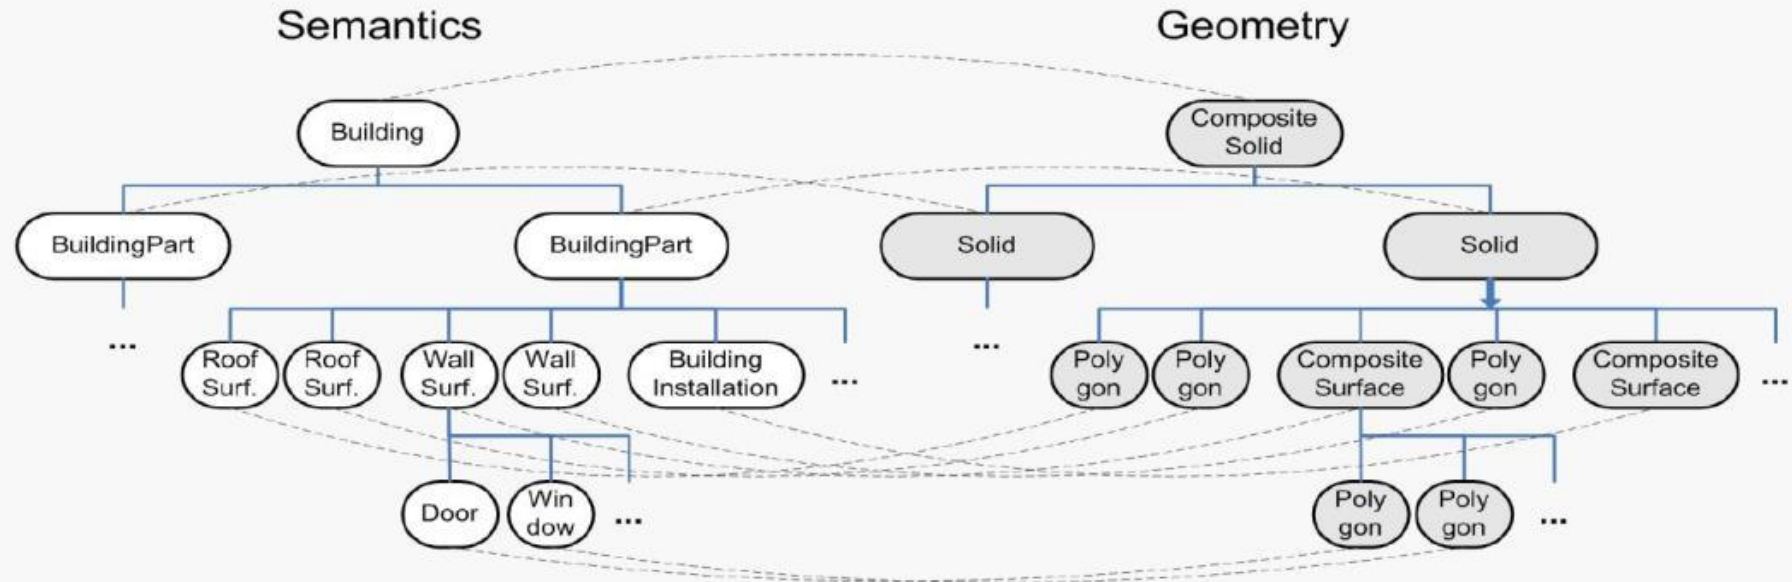 Semantics
Geometry
Building
Composite
Solid
BuildingPart
BuildingPart
Solid
Solid
...
Roof
Surf.
Roof
Surf.
Wall
Surf.
Wall
Surf.
Building
Installation
...
...
Poly
gon
Poly
gon
Composite
Surface
Poly
gon
Composite
Surface
...
Door
Win
dow
...
Poly
gon
Poly
gon
...